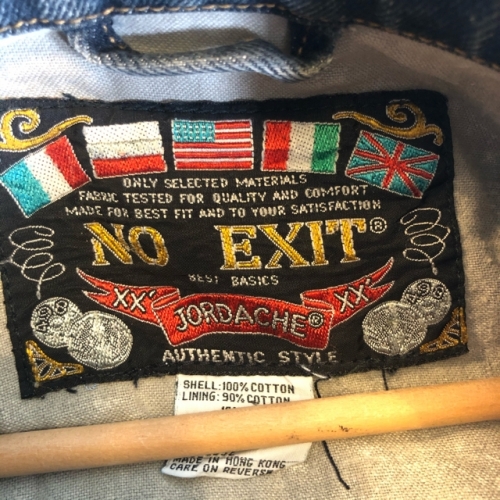 ONLY SELECTED MATERIALS
FABRIC TESTED FOR QUALITY AND COMFORT
MADE FOR BEST FIT AND TO YOUR SATISFACTION
NO EXIT®
BEST BASICS
XX' JORDACHE® XX'
AUTHENTIC STYLE
SHELL:100% COTTON
LINING: 90% COTTON
MADE IN HONG KONG
CARE ON REVERSE